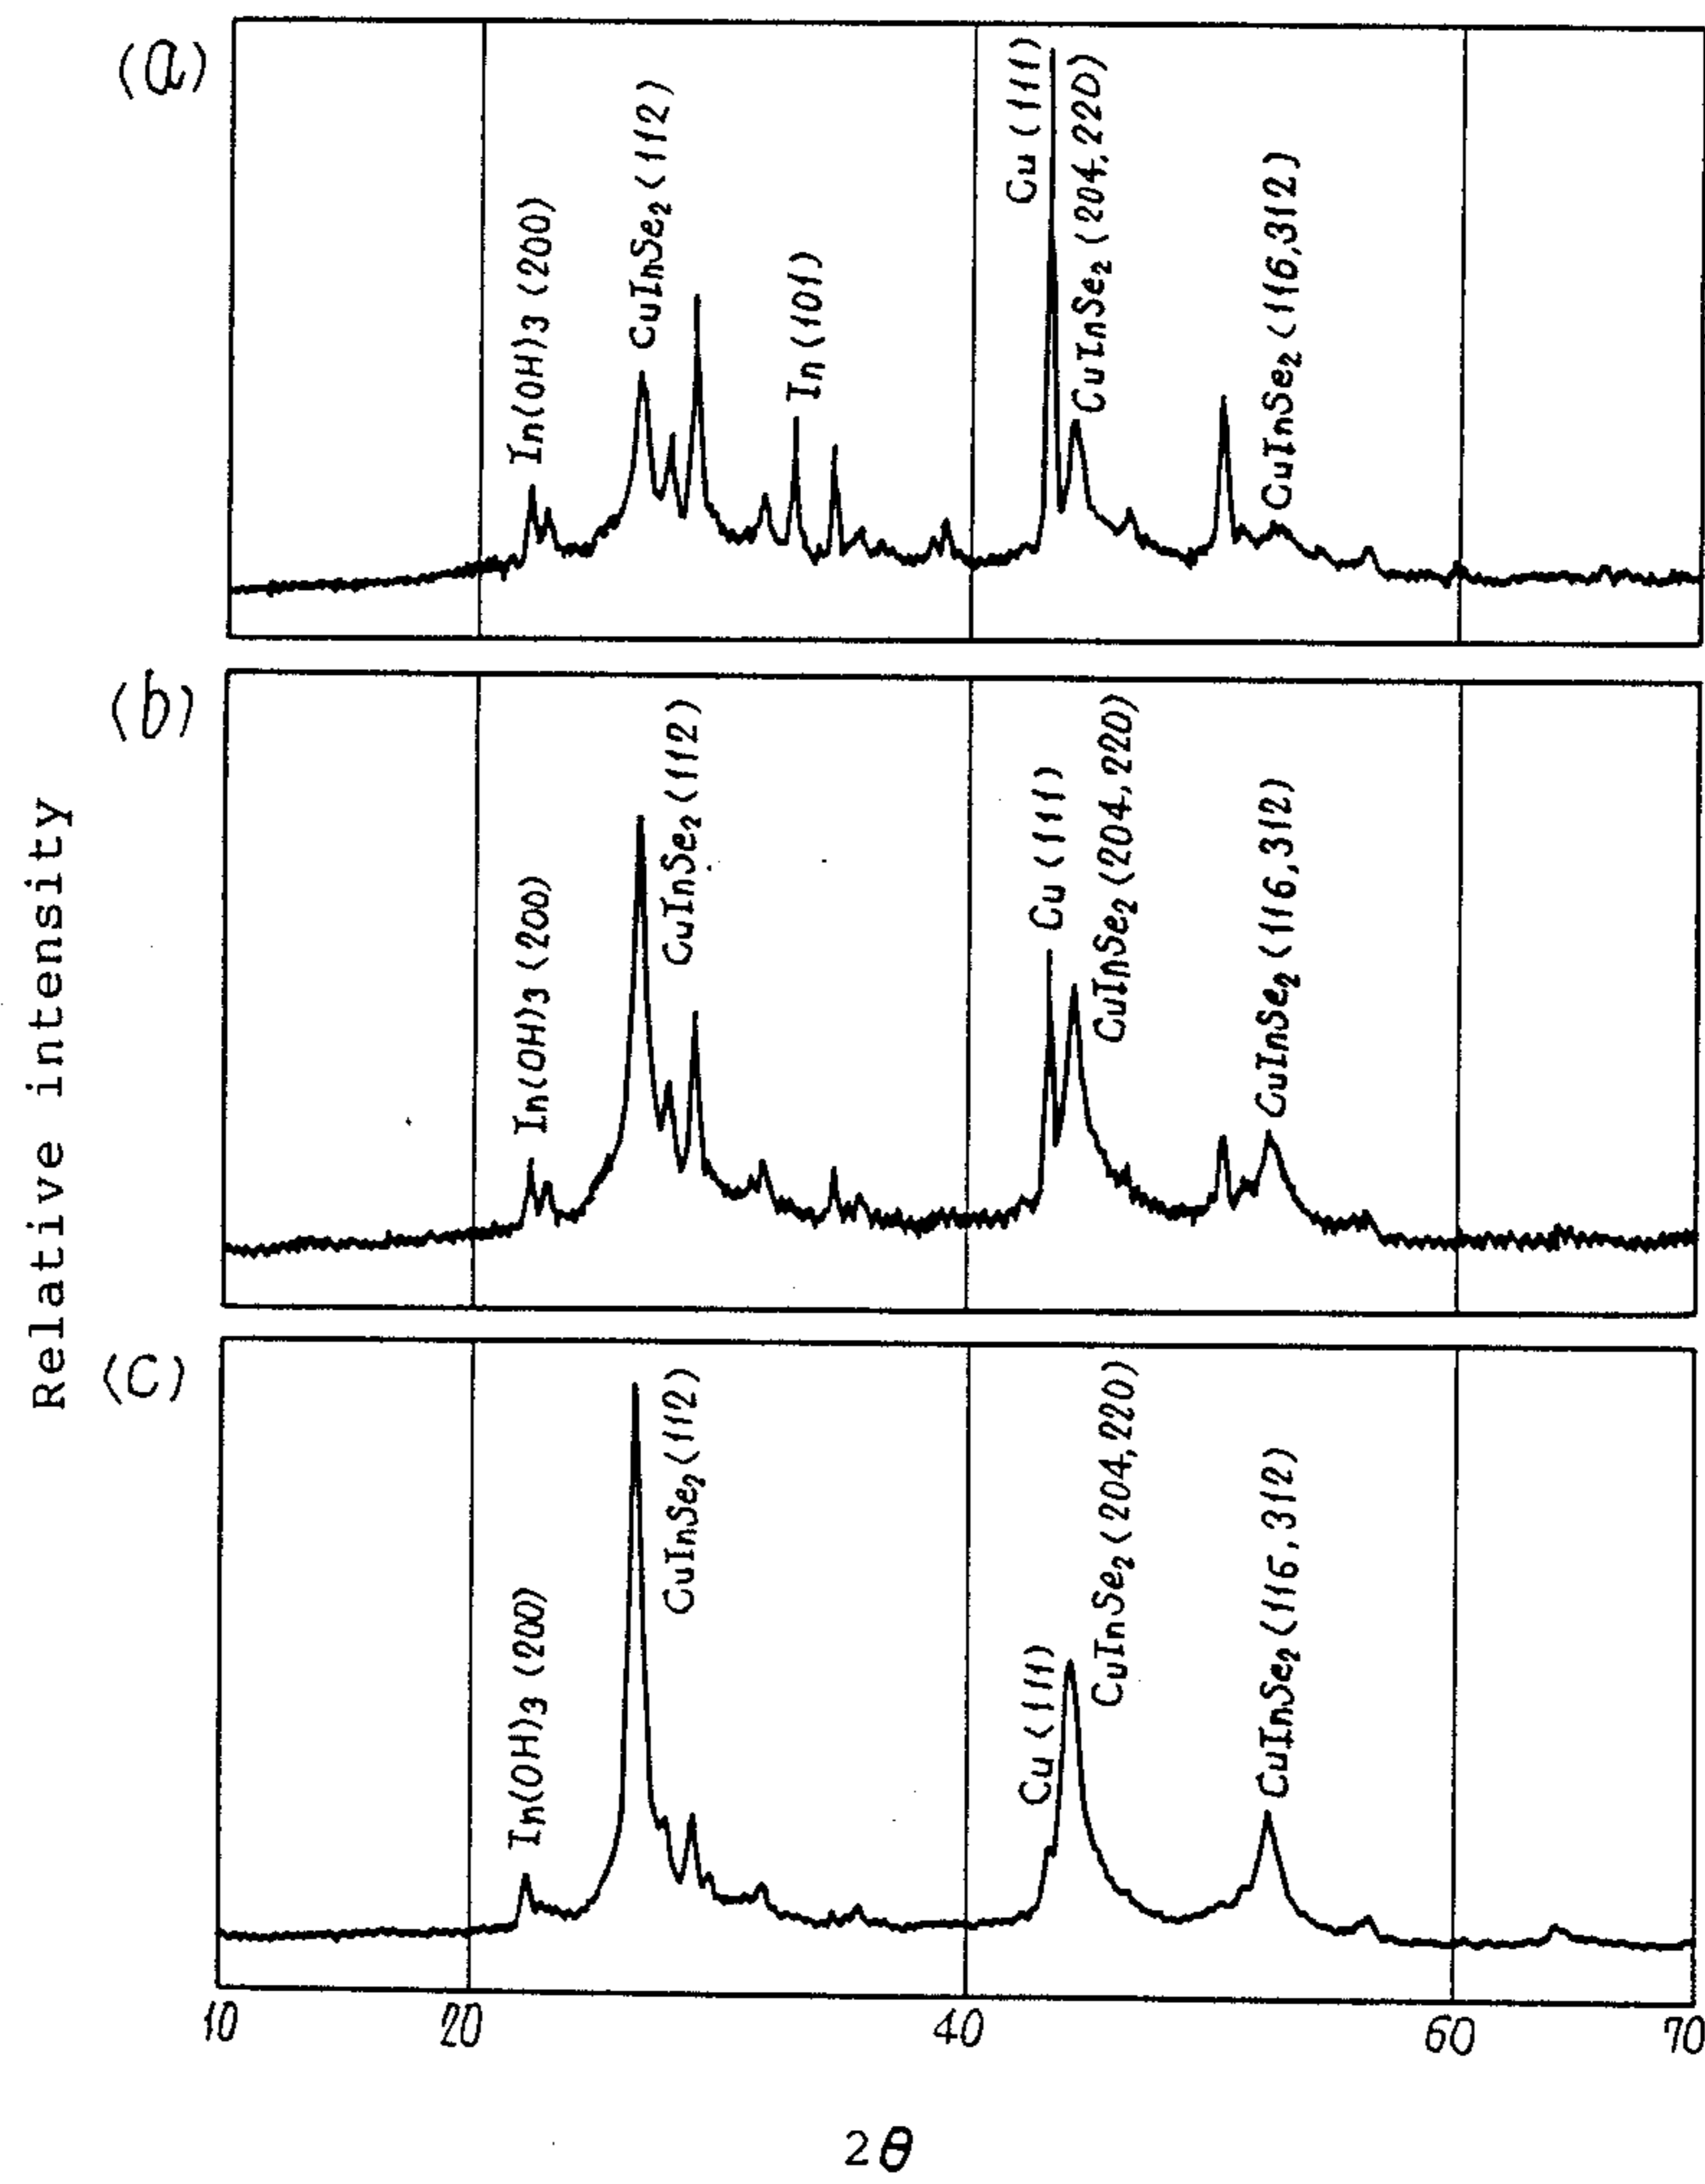 Relative intensity
(a)
In(OH)3 (200)
CuInSe2 (112)
In (101)
Cu (111)
CuInSe2 (204,220)
CuInSe2 (116,312)
(b)
In(OH)3 (200)
CuInSe2 (112)
Cu (111)
CuInSe2 (204,220)
CuInSe2 (116,312)
(C)
In(OH)3 (200)
CuInSe2 (112)
Cu (111)
CuInSe2 (204,220)
CuInSe2 (116,312)
10 20 40 60 70
2θ